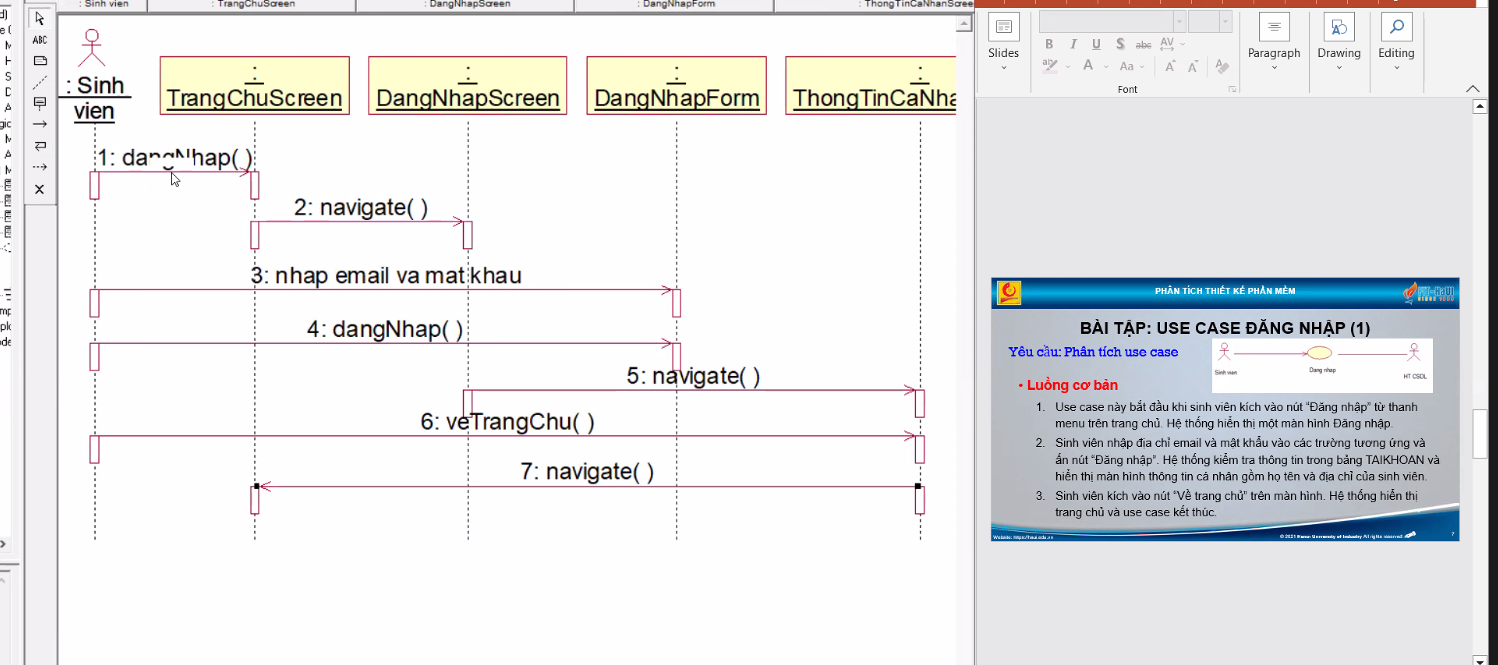 : Sinh vien
: TrangChuScreen
: DangNhapScreen
: DangNhapForm
: ThongTinCaNhanScree
ABC
: Sinh
vien
:
TrangChuScreen
:
DangNhapScreen
:
DangNhapForm
:
ThongTinCaNha
1: dangNhap( )
2: navigate( )
3: nhap email va mat khau
4: dangNhap( )
5: navigate( )
6: veTrangChu( )
7: navigate( )
Slides
B I U S abc AV
A Aa A A
Font
Paragraph
Drawing
Editing
PHÂN TÍCH THIẾT KẾ PHẦN MỀM
BÀI TẬP: USE CASE ĐĂNG NHẬP (1)
Yêu cầu: Phân tích use case
Sinh vien
Dang nhap
HT CSDL
• Luồng cơ bản
1. Use case này bắt đầu khi sinh viên kích vào nút “Đăng nhập” từ thanh
menu trên trang chủ. Hệ thống hiển thị một màn hình Đăng nhập.
2. Sinh viên nhập địa chỉ email và mật khẩu vào các trường tương ứng và
ấn nút “Đăng nhập”. Hệ thống kiểm tra thông tin trong bảng TAIKHOAN và
hiển thị màn hình thông tin cá nhân gồm họ tên và địa chỉ của sinh viên.
3. Sinh viên kích vào nút “Về trang chủ” trên màn hình. Hệ thống hiển thị
trang chủ và use case kết thúc.
Website: https://haui.edu.vn
© 2021 Hanoi University of Industry All rights reserved
7